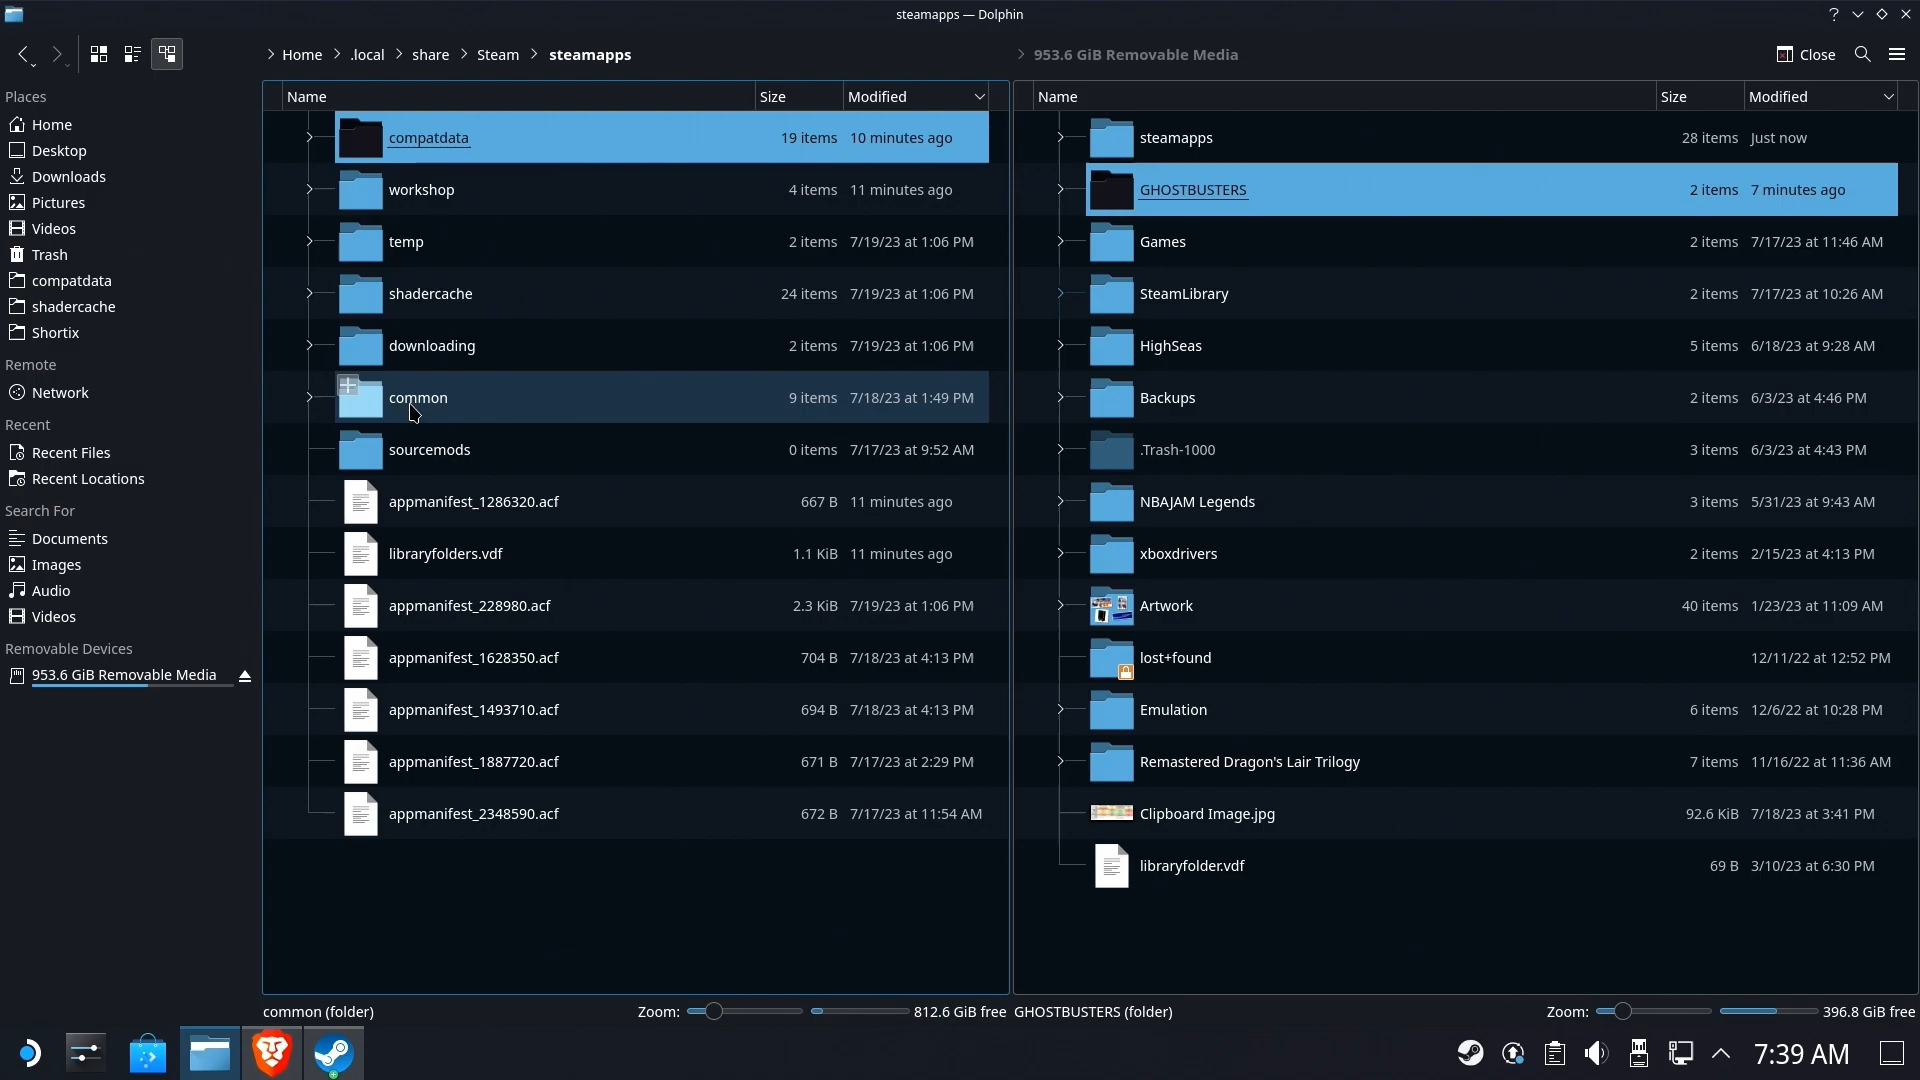 steamapps — Dolphin
Home .local share Steam steamapps
953.6 GiB Removable Media
Close
Places
Home
Desktop
Downloads
Pictures
Videos
Trash
compatdata
shadercache
Shortix
Remote
Network
Recent
Recent Files
Recent Locations
Search For
Documents
Images
Audio
Videos
Removable Devices
953.6 GiB Removable Media
Name Size Modified
compatdata 19 items 10 minutes ago
workshop 4 items 11 minutes ago
temp 2 items 7/19/23 at 1:06 PM
shadercache 24 items 7/19/23 at 1:06 PM
downloading 2 items 7/19/23 at 1:06 PM
common 9 items 7/18/23 at 1:49 PM
sourcemods 0 items 7/17/23 at 9:52 AM
appmanifest_1286320.acf 667 B 11 minutes ago
libraryfolders.vdf 1.1 KiB 11 minutes ago
appmanifest_228980.acf 2.3 KiB 7/19/23 at 1:06 PM
appmanifest_1628350.acf 704 B 7/18/23 at 4:13 PM
appmanifest_1493710.acf 694 B 7/18/23 at 4:13 PM
appmanifest_1887720.acf 671 B 7/17/23 at 2:29 PM
appmanifest_2348590.acf 672 B 7/17/23 at 11:54 AM
common (folder) Zoom: 812.6 GiB free
Name Size Modified
steamapps 28 items Just now
GHOSTBUSTERS 2 items 7 minutes ago
Games 2 items 7/17/23 at 11:46 AM
SteamLibrary 2 items 7/17/23 at 10:26 AM
HighSeas 5 items 6/18/23 at 9:28 AM
Backups 2 items 6/3/23 at 4:46 PM
.Trash-1000 3 items 6/3/23 at 4:43 PM
NBAJAM Legends 3 items 5/31/23 at 9:43 AM
xboxdrivers 2 items 2/15/23 at 4:13 PM
Artwork 40 items 1/23/23 at 11:09 AM
lost+found 12/11/22 at 12:52 PM
Emulation 6 items 12/6/22 at 10:28 PM
Remastered Dragon's Lair Trilogy 7 items 11/16/22 at 11:36 AM
Clipboard Image.jpg 92.6 KiB 7/18/23 at 3:41 PM
libraryfolder.vdf 69 B 3/10/23 at 6:30 PM
GHOSTBUSTERS (folder) Zoom: 396.8 GiB free
7:39 AM